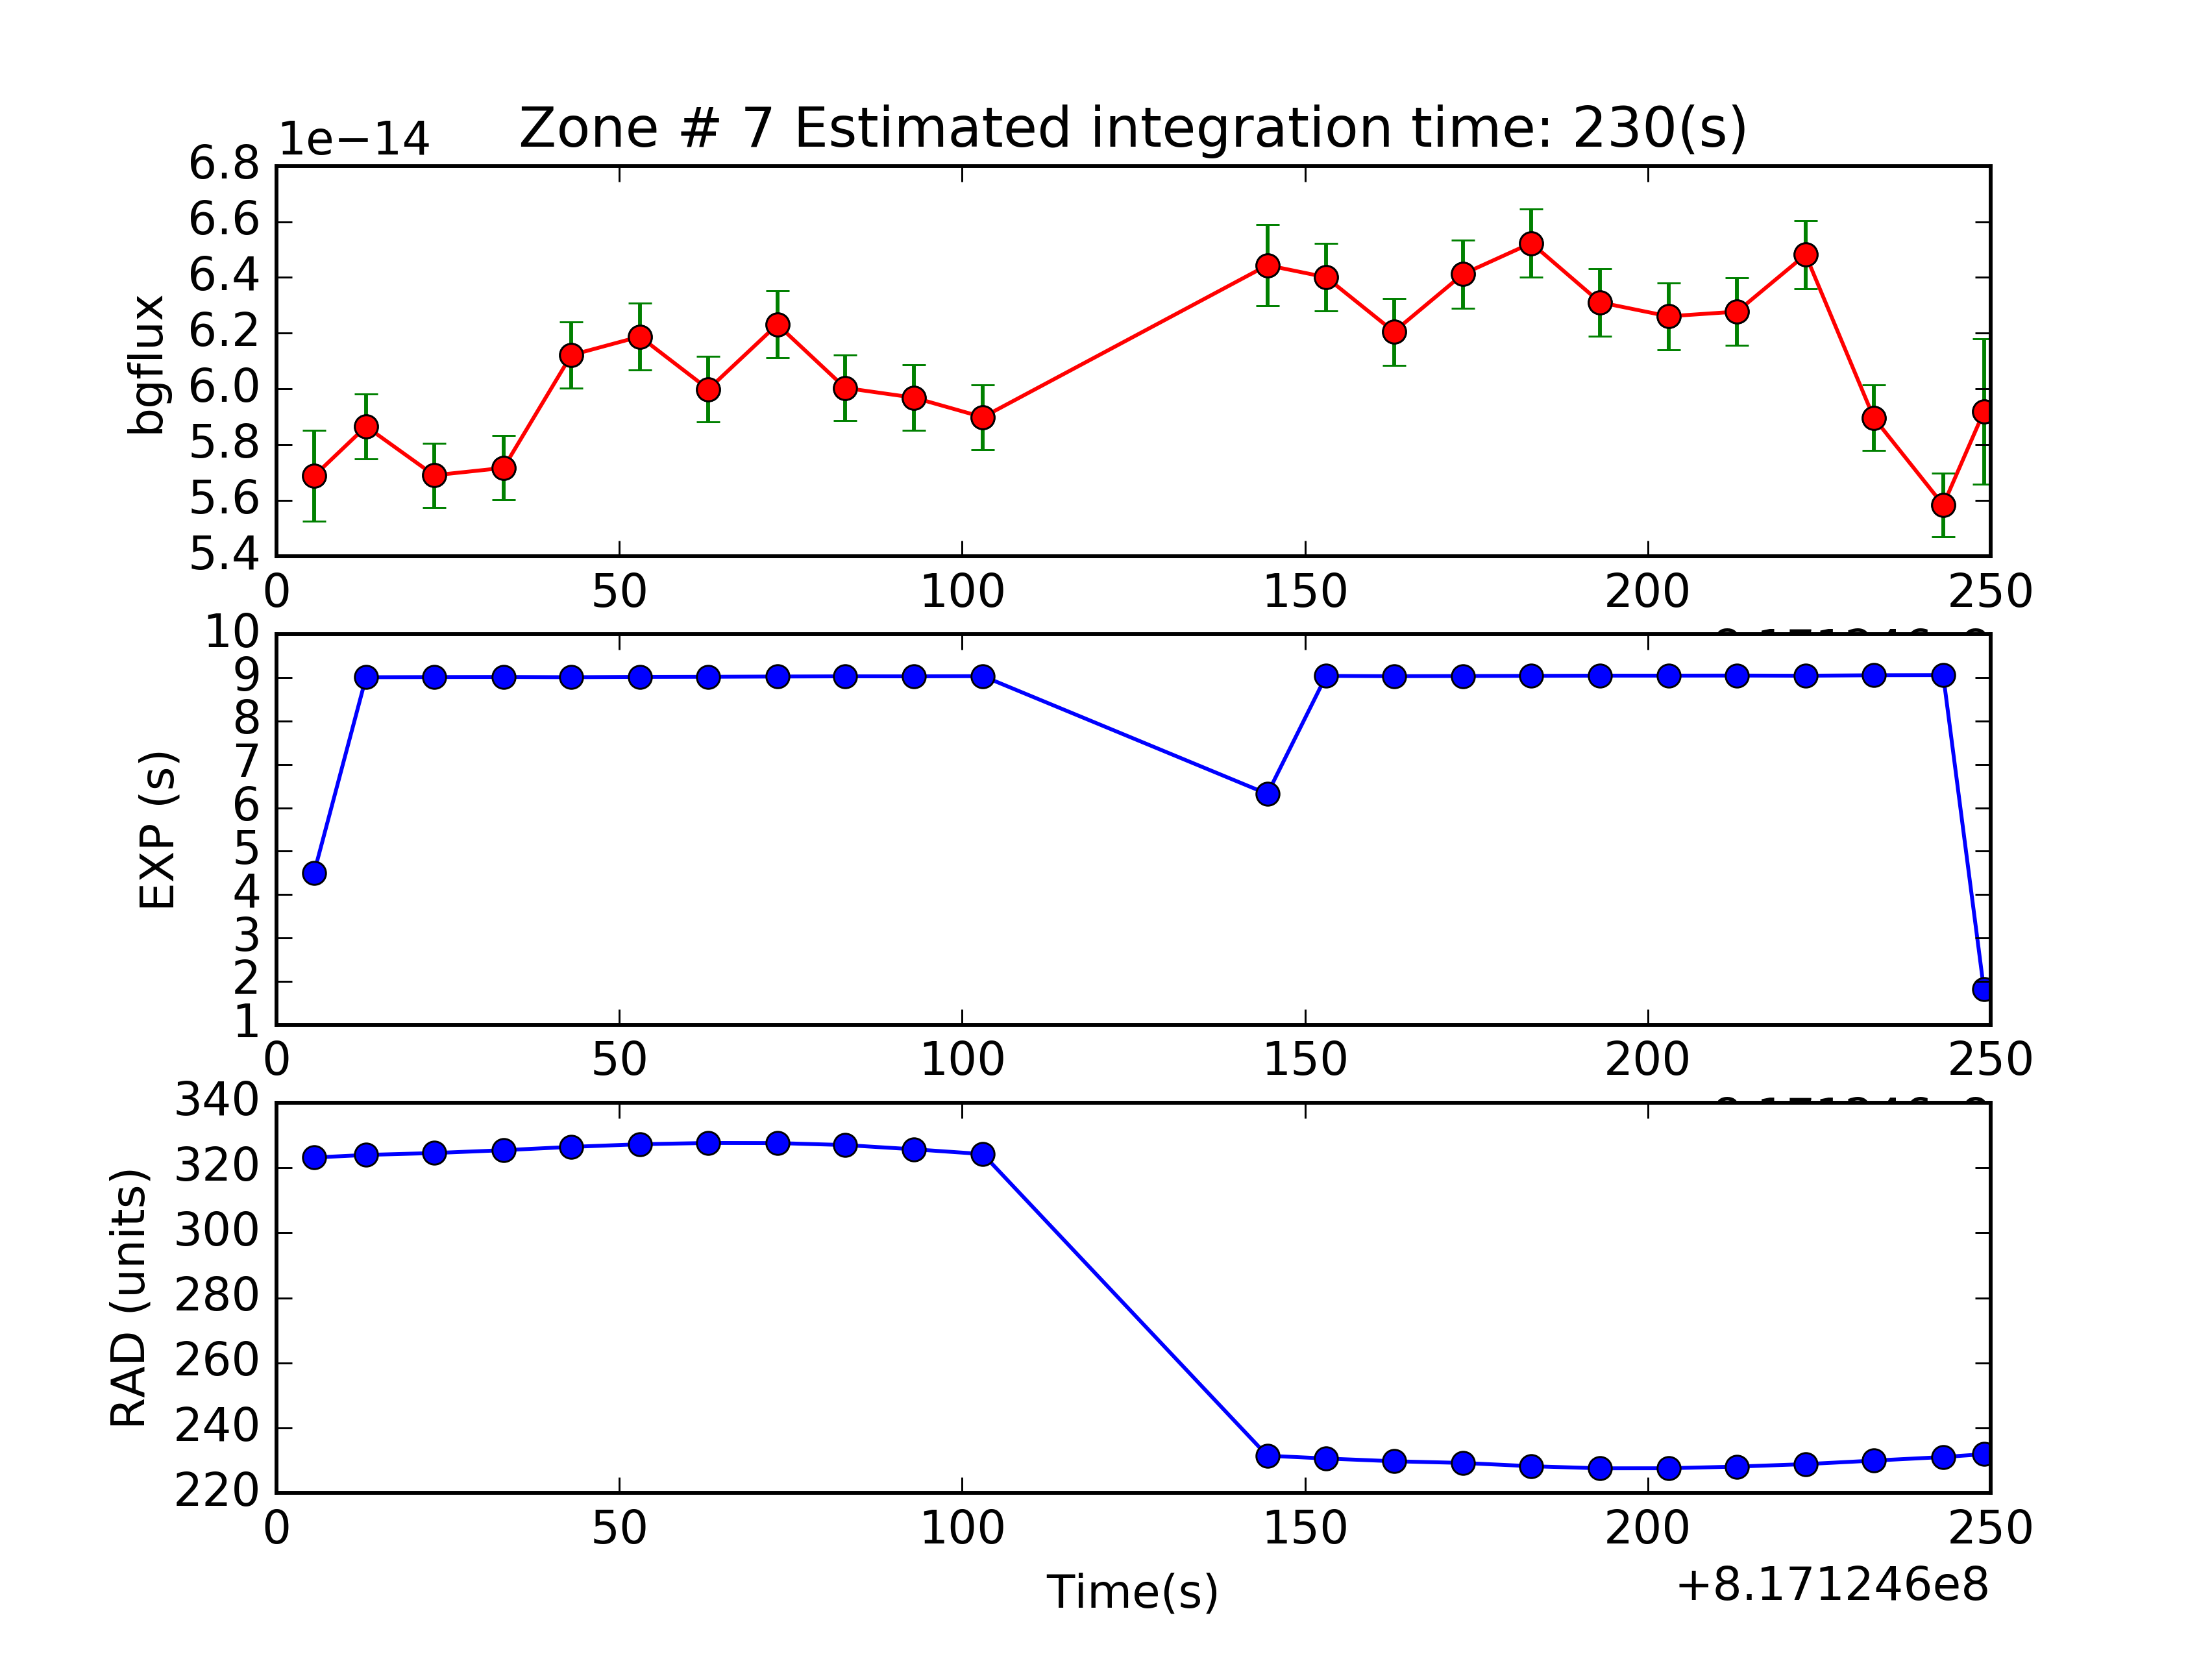 1e−14
Zone # 7 Estimated integration time: 230(s)
6.8
6.6
6.4
6.2
6.0
5.8
5.6
5.4
bgflux
0 50 100 150 200 250
10
9
8
7
6
5
4
3
2
1
EXP (s)
0 50 100 150 200 250
340
320
300
280
260
240
220
RAD (units)
0 50 100 150 200 250
Time(s)
+8.171246e8